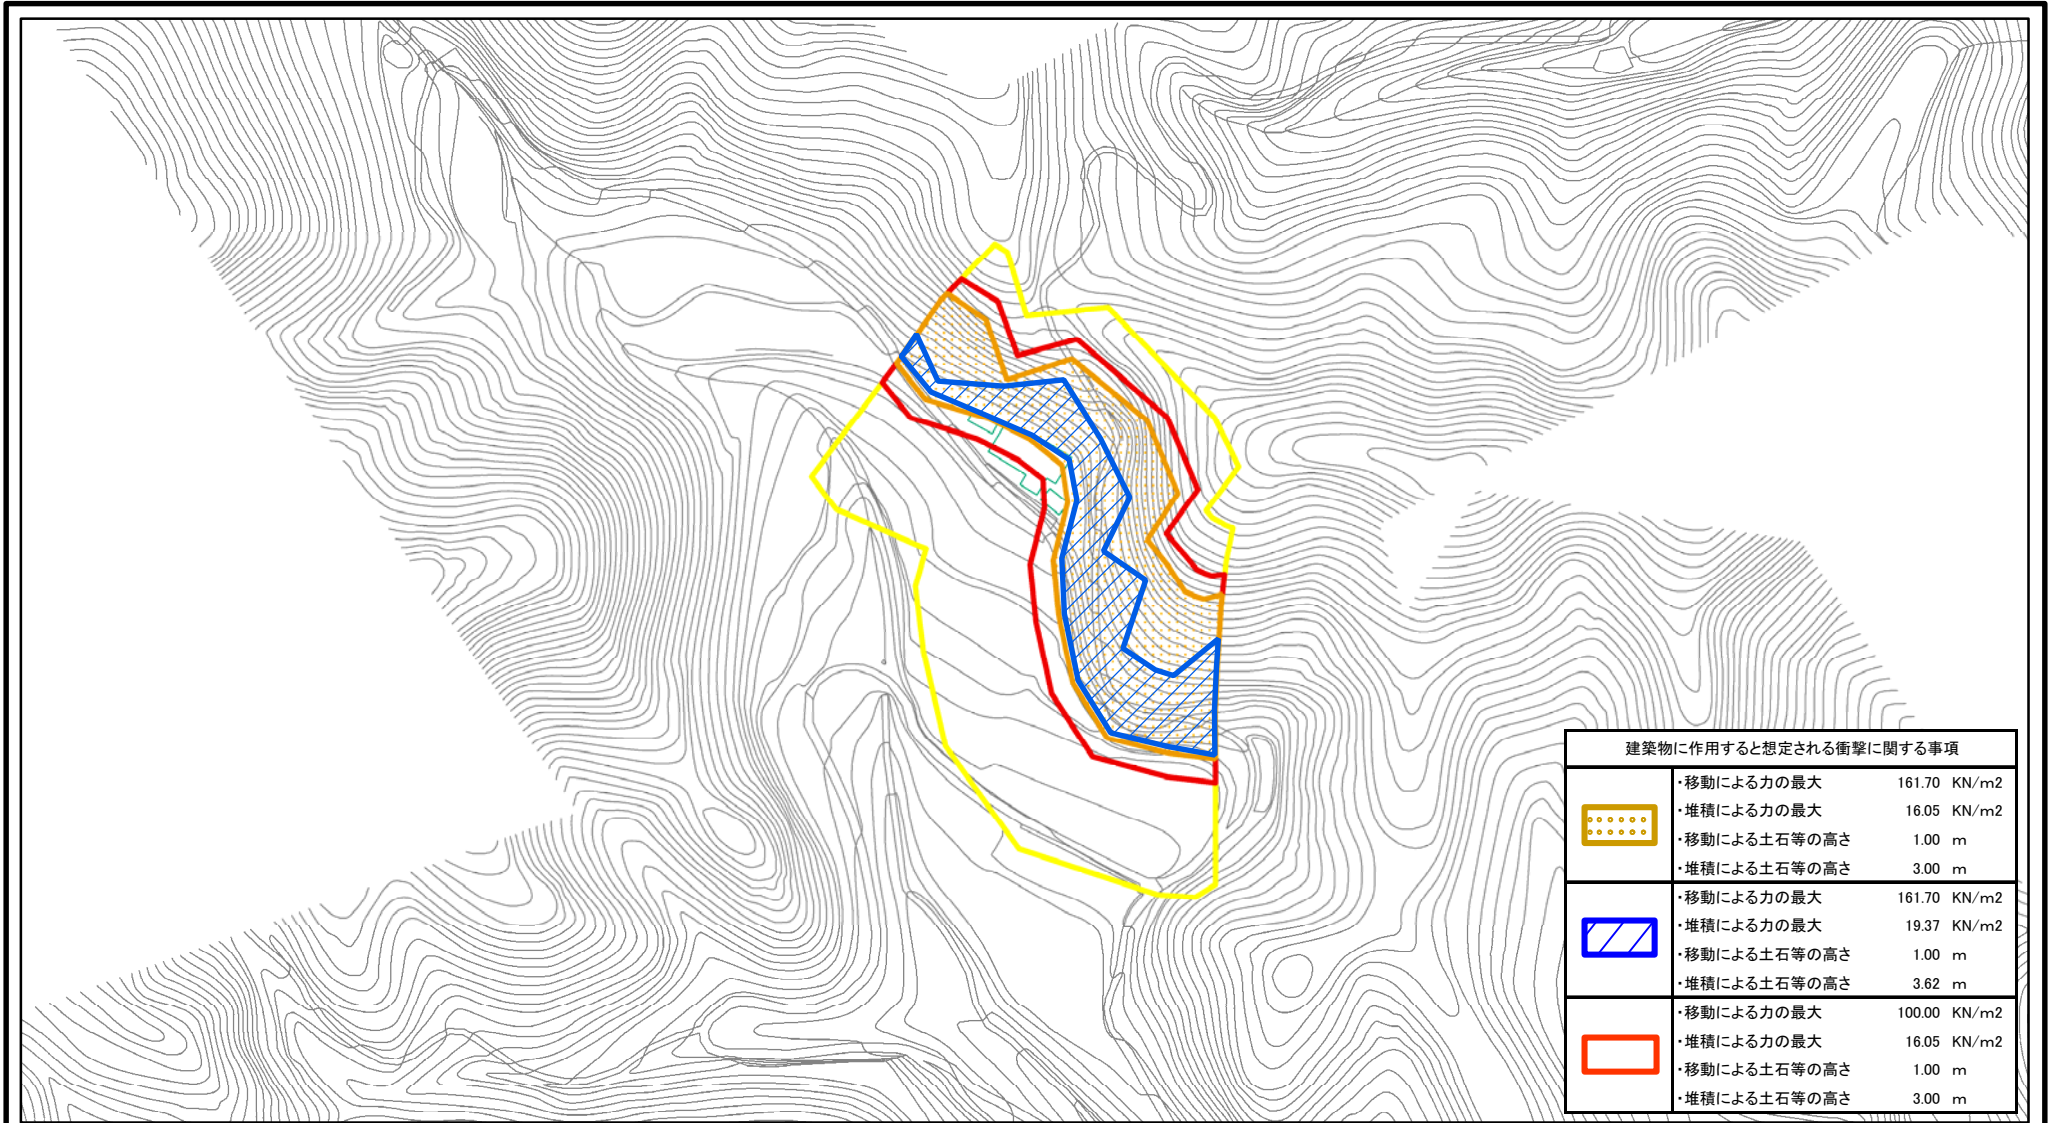 建築物に作用すると想定される衝撃に関する事項
・移動による力の最大 161.70 KN/m2
・堆積による力の最大 16.05 KN/m2
・移動による土石等の高さ 1.00 m
・堆積による土石等の高さ 3.00 m
・移動による力の最大 161.70 KN/m2
・堆積による力の最大 19.37 KN/m2
・移動による土石等の高さ 1.00 m
・堆積による土石等の高さ 3.62 m
・移動による力の最大 100.00 KN/m2
・堆積による力の最大 16.05 KN/m2
・移動による土石等の高さ 1.00 m
・堆積による土石等の高さ 3.00 m